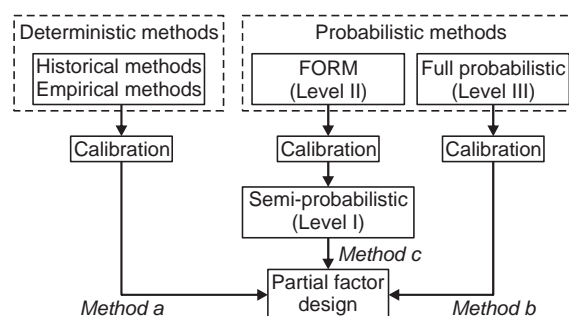 Deterministic methods
Probabilistic methods
Historical methods
Empirical methods
FORM
(Level II)
Full probabilistic
(Level III)
Calibration
Calibration
Calibration
Semi-probabilistic
(Level I)
Method c
Partial factor
design
Method a
Method b